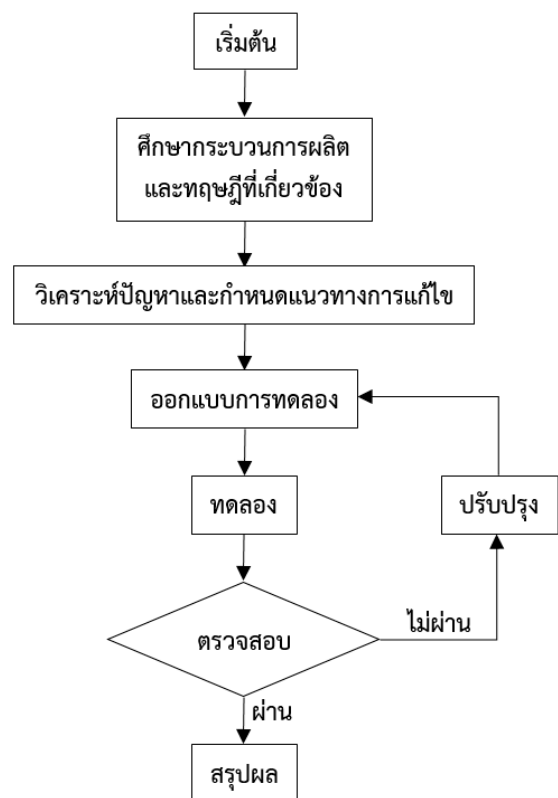 เริ่มต้น
ศึกษากระบวนการผลิต
และทฤษฎีที่เกี่ยวข้อง
วิเคราะห์ปัญหาและกำหนดแนวทางการแก้ไข
ออกแบบการทดลอง
ทดลอง
ปรับปรุง
ตรวจสอบ
ไม่ผ่าน
ผ่าน
สรุปผล